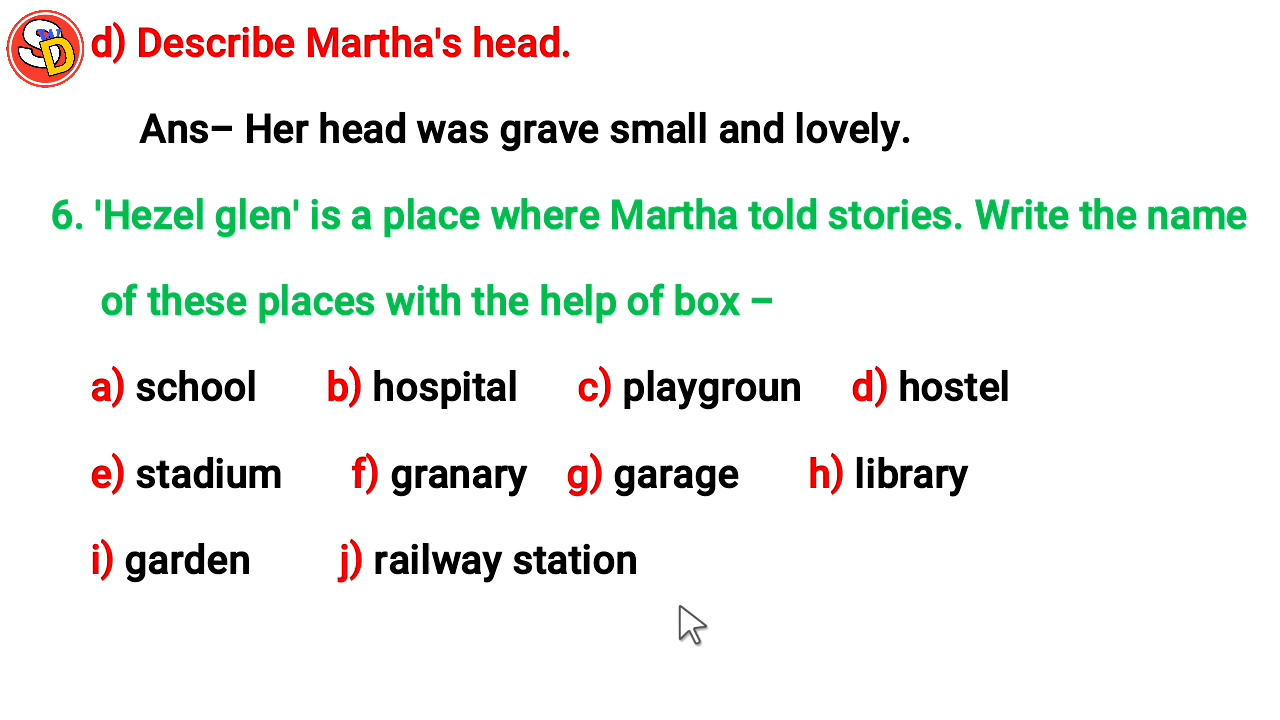 d) Describe Martha's head.
Ans– Her head was grave small and lovely.
6. 'Hezel glen' is a place where Martha told stories. Write the name
of these places with the help of box –
a) school b) hospital c) playgroun d) hostel
e) stadium f) granary g) garage h) library
i) garden j) railway station